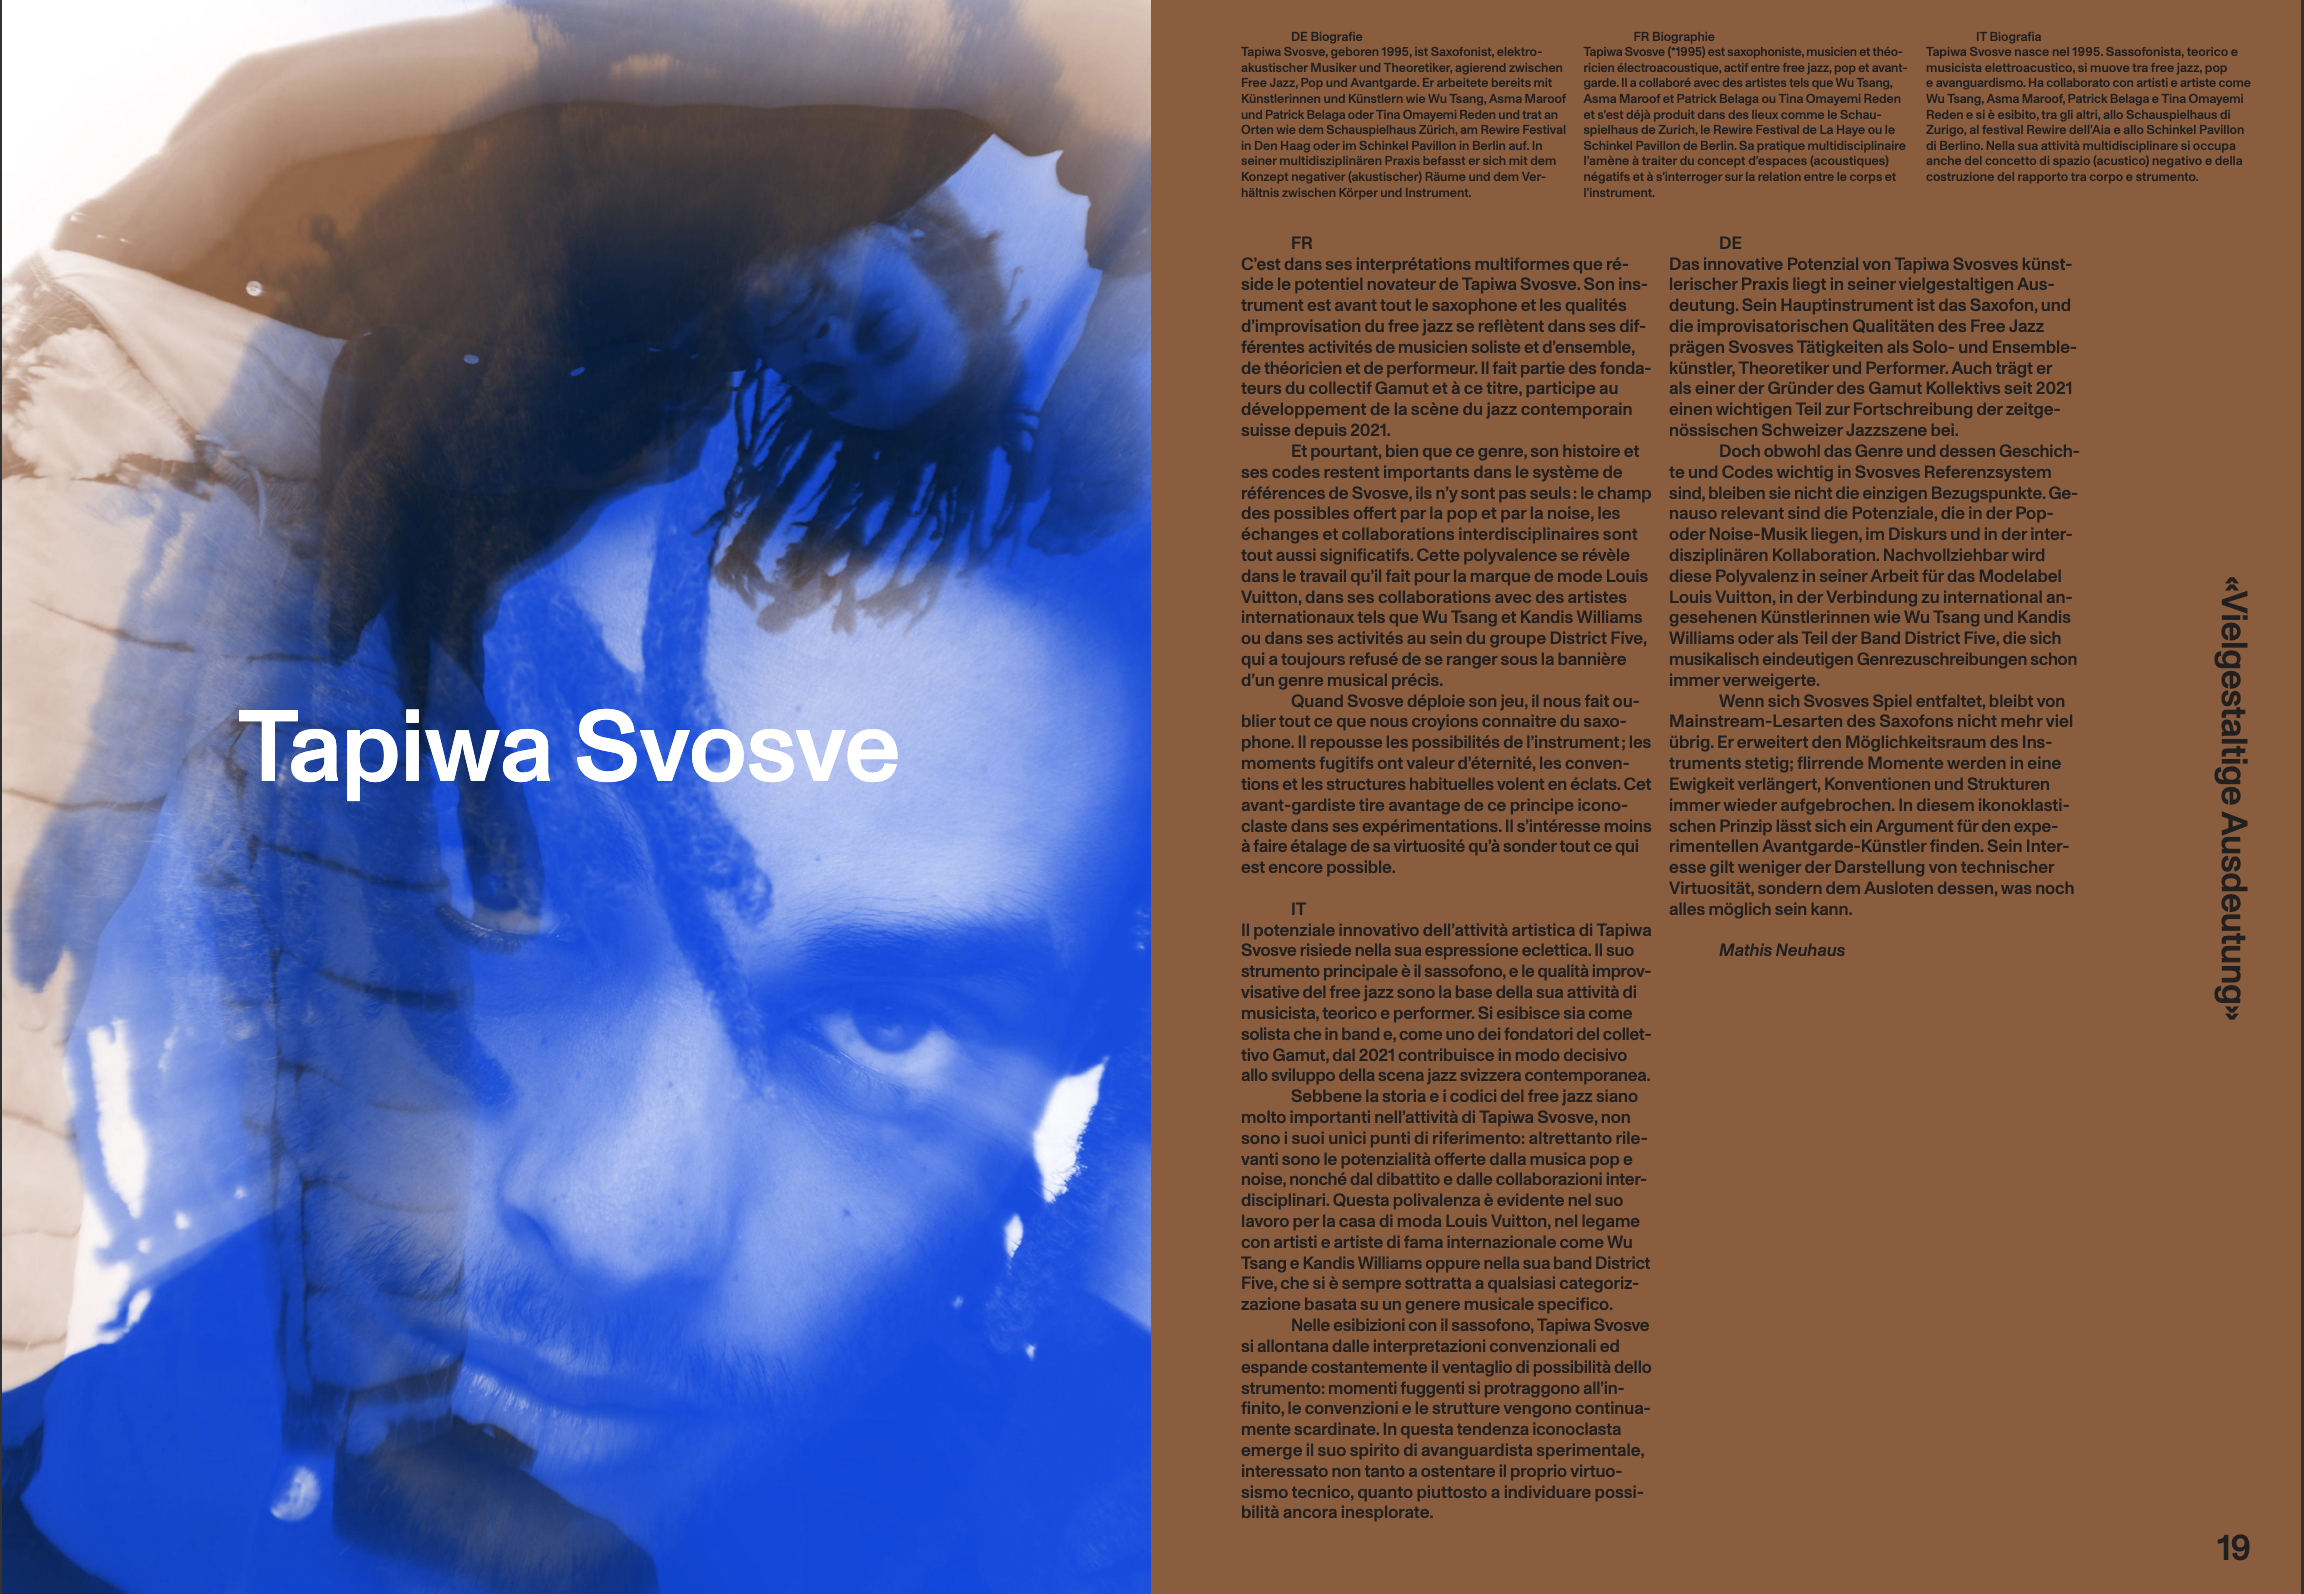 Tapiwa Svosve
DE Biografie
Tapiwa Svosve, geboren 1995, ist Saxofonist, elektro-
akustischer Musiker und Theoretiker, agierend zwischen
Free Jazz, Pop und Avantgarde. Er arbeitete bereits mit
Künstlerinnen und Künstlern wie Wu Tsang, Asma Maroof
und Patrick Belaga oder Tina Omayemi Reden und trat an
Orten wie dem Schauspielhaus Zürich, am Rewire Festival
in Den Haag oder im Schinkel Pavillon in Berlin auf. In
seiner multidisziplinären Praxis befasst er sich mit dem
Konzept negativer (akustischer) Räume und dem Ver-
hältnis zwischen Körper und Instrument.
FR Biographie
Tapiwa Svosve (*1995) est saxophoniste, musicien et théo-
ricien électroacoustique, actif entre free jazz, pop et avant-
garde. Il a collaboré avec des artistes tels que Wu Tsang,
Asma Maroof et Patrick Belaga ou Tina Omayemi Reden
et s'est déjà produit dans des lieux comme le Schau-
spielhaus de Zurich, le Rewire Festival de La Haye ou le
Schinkel Pavillon de Berlin. Sa pratique multidisciplinaire
l'amène à traiter du concept d'espaces (acoustiques)
négatifs et à s'interroger sur la relation entre le corps et
l'instrument.
IT Biografia
Tapiwa Svosve nasce nel 1995. Sassofonista, teorico e
musicista elettroacustico, si muove tra free jazz, pop
e avanguardismo. Ha collaborato con artisti e artiste come
Wu Tsang, Asma Maroof, Patrick Belaga e Tina Omayemi
Reden e si è esibito, tra gli altri, allo Schauspielhaus di
Zurigo, al festival Rewire dell'Aia e allo Schinkel Pavillon
di Berlino. Nella sua attività multidisciplinare si occupa
anche del concetto di spazio (acustico) negativo e della
costruzione del rapporto tra corpo e strumento.
FR
C'est dans ses interprétations multiformes que ré-
side le potentiel novateur de Tapiwa Svosve. Son ins-
trument est avant tout le saxophone et les qualités
d'improvisation du free jazz se reflètent dans ses dif-
férentes activités de musicien soliste et d'ensemble,
de théoricien et de performeur. Il fait partie des fonda-
teurs du collectif Gamut et à ce titre, participe au
développement de la scène du jazz contemporain
suisse depuis 2021.
Et pourtant, bien que ce genre, son histoire et
ses codes restent importants dans le système de
références de Svosve, ils n'y sont pas seuls : le champ
des possibles offert par la pop et par la noise, les
échanges et collaborations interdisciplinaires sont
tout aussi significatifs. Cette polyvalence se révèle
dans le travail qu'il fait pour la marque de mode Louis
Vuitton, dans ses collaborations avec des artistes
internationaux tels que Wu Tsang et Kandis Williams
ou dans ses activités au sein du groupe District Five,
qui a toujours refusé de se ranger sous la bannière
d'un genre musical précis.
Quand Svosve déploie son jeu, il nous fait ou-
blier tout ce que nous croyions connaitre du saxo-
phone. Il repousse les possibilités de l'instrument ; les
moments fugitifs ont valeur d'éternité, les conven-
tions et les structures habituelles volent en éclats. Cet
avant-gardiste tire avantage de ce principe icono-
claste dans ses expérimentations. Il s'intéresse moins
à faire étalage de sa virtuosité qu'à sonder tout ce qui
est encore possible.
IT
Il potenziale innovativo dell'attività artistica di Tapiwa
Svosve risiede nella sua espressione eclettica. Il suo
strumento principale è il sassofono, e le qualità improv-
visative del free jazz sono la base della sua attività di
musicista, teorico e performer. Si esibisce sia come
solista che in band e, come uno dei fondatori del collet-
tivo Gamut, dal 2021 contribuisce in modo decisivo
allo sviluppo della scena jazz svizzera contemporanea.
Sebbene la storia e i codici del free jazz siano
molto importanti nell'attività di Tapiwa Svosve, non
sono i suoi unici punti di riferimento: altrettanto rile-
vanti sono le potenzialità offerte dalla musica pop e
noise, nonché dal dibattito e dalle collaborazioni inter-
disciplinari. Questa polivalenza è evidente nel suo
lavoro per la casa di moda Louis Vuitton, nel legame
con artisti e artiste di fama internazionale come Wu
Tsang e Kandis Williams oppure nella sua band District
Five, che si è sempre sottratta a qualsiasi categoriz-
zazione basata su un genere musicale specifico.
Nelle esibizioni con il sassofono, Tapiwa Svosve
si allontana dalle interpretazioni convenzionali ed
espande costantemente il ventaglio di possibilità dello
strumento: momenti fuggenti si protraggono all'in-
finito, le convenzioni e le strutture vengono continua-
mente scardinate. In questa tendenza iconoclasta
emerge il suo spirito di avanguardista sperimentale,
interessato non tanto a ostentare il proprio virtuo-
sismo tecnico, quanto piuttosto a individuare possi-
bilità ancora inesplorate.
DE
Das innovative Potenzial von Tapiwa Svosves künst-
lerischer Praxis liegt in seiner vielgestaltigen Aus-
deutung. Sein Hauptinstrument ist das Saxofon, und
die improvisatorischen Qualitäten des Free Jazz
prägen Svosves Tätigkeiten als Solo- und Ensemble-
künstler, Theoretiker und Performer. Auch trägt er
als einer der Gründer des Gamut Kollektivs seit 2021
einen wichtigen Teil zur Fortschreibung der zeitge-
nössischen Schweizer Jazzszene bei.
Doch obwohl das Genre und dessen Geschich-
te und Codes wichtig in Svosves Referenzsystem
sind, bleiben sie nicht die einzigen Bezugspunkte. Ge-
nauso relevant sind die Potenziale, die in der Pop-
oder Noise-Musik liegen, im Diskurs und in der inter-
disziplinären Kollaboration. Nachvollziehbar wird
diese Polyvalenz in seiner Arbeit für das Modelabel
Louis Vuitton, in der Verbindung zu international an-
gesehenen Künstlerinnen wie Wu Tsang und Kandis
Williams oder als Teil der Band District Five, die sich
musikalisch eindeutigen Genrezuschreibungen schon
immer verweigerte.
Wenn sich Svosves Spiel entfaltet, bleibt von
Mainstream-Lesarten des Saxofons nicht mehr viel
übrig. Er erweitert den Möglichkeitsraum des Ins-
truments stetig; flirrende Momente werden in eine
Ewigkeit verlängert, Konventionen und Strukturen
immer wieder aufgebrochen. In diesem ikonoklasti-
schen Prinzip lässt sich ein Argument für den expe-
rimentellen Avantgarde-Künstler finden. Sein Inter-
esse gilt weniger der Darstellung von technischer
Virtuosität, sondern dem Ausloten dessen, was noch
alles möglich sein kann.
Mathis Neuhaus
«Vielgestaltige Ausdeutung»
19